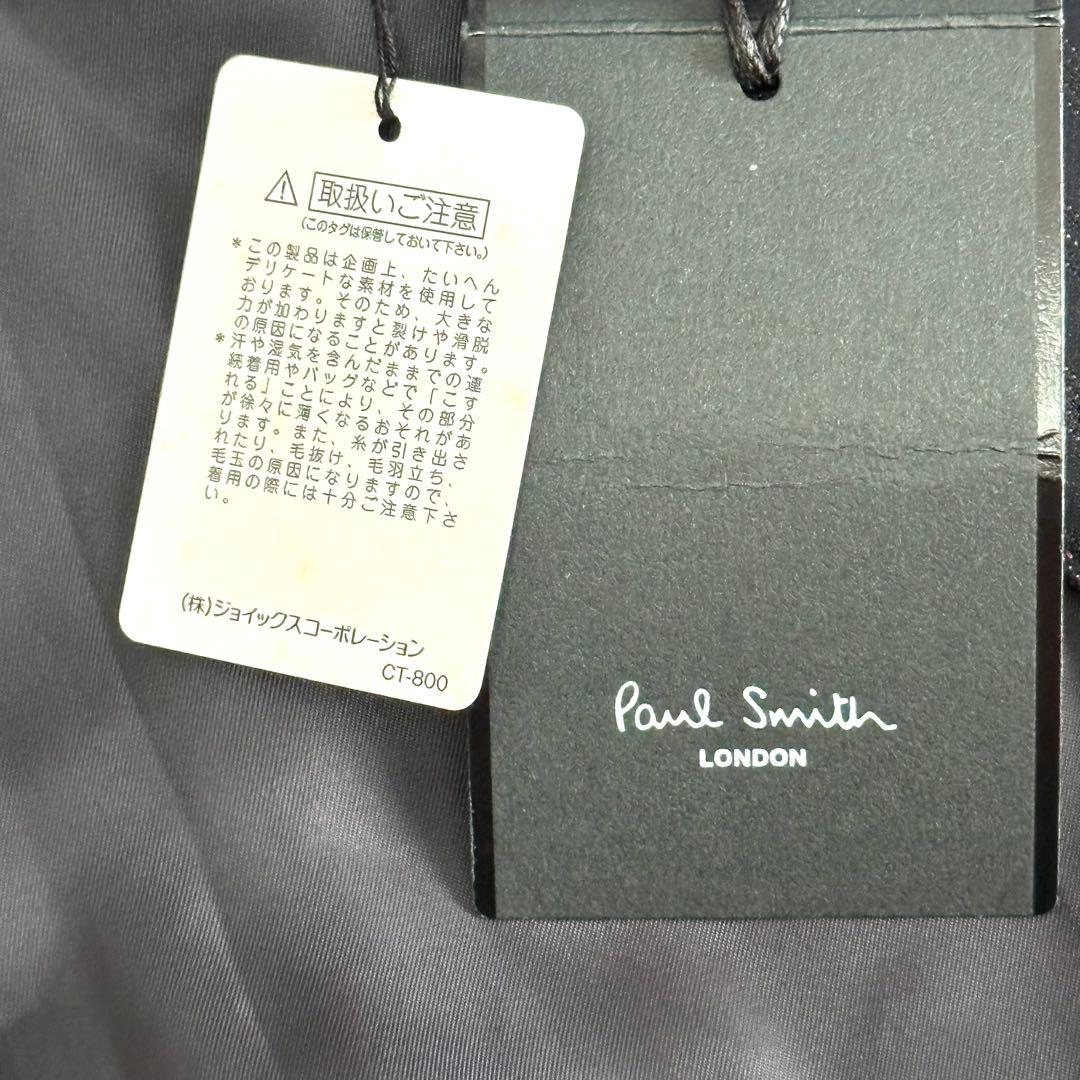 ⚠ 取扱いご注意
(このタグは保管しておいて下さい。)
*この製品は企画上、たいへん
デリケートな素材を使用して
おります。そのため、大きな
力が加わりますと裂けや滑脱
の原因になることがあります。
*汗や湿気を含んだままでの連
続着用やバッグなどで「こす
れる」ことにより、その部分
が徐々に薄くなるおそれがあ
ります。また、糸が引き出さ
れたり、毛抜け、毛羽立ち、
毛玉の原因になりますので、
着用の際には十分ご注意下さ
い。
(株)ジョイックスコーポレーション
CT-800
Paul Smith
LONDON